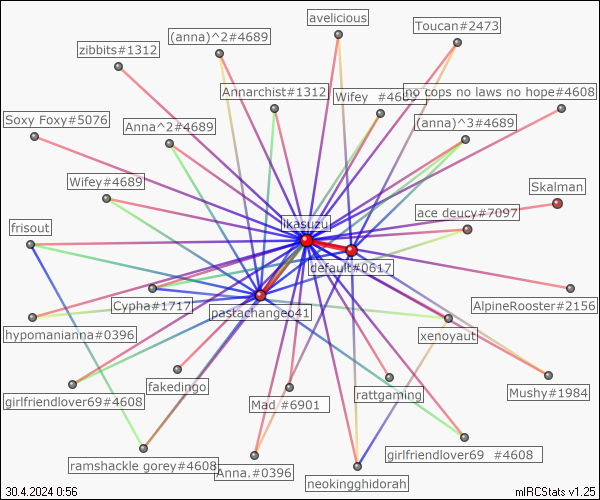 avelicious
Toucan#2473
(anna)^2#4689
zibbits#1312
Annarchist#1312
Wifey #4689
no cops no laws no hope#4608
Soxy Foxy#5076
Anna^2#4689
(anna)^3#4689
Wifey#4689
Skalman
ace deucy#7097
frisout
ikasuzu
default#0617
Cypha#1717
pastachangeo41
AlpineRooster#2156
hypomanianna#0396
xenoyaut
fakedingo
Mushy#1984
girlfriendlover69#4608
Mad #6901
rattgaming
ramshackle gorey#4608
Anna.#0396
girlfriendlover69 #4608
neokingghidorah
30.4.2024 0:56
mIRCStats v1.25